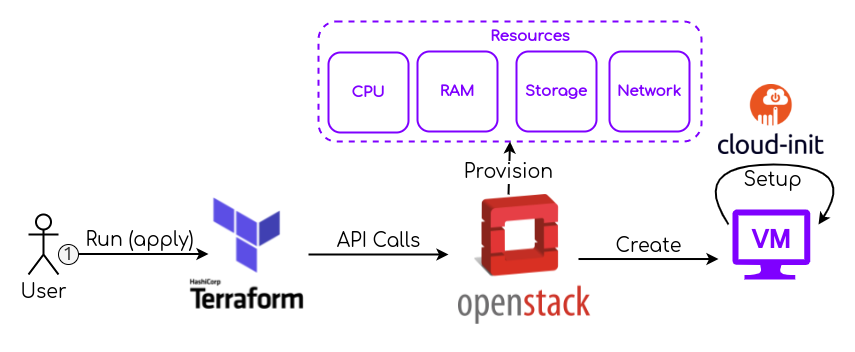 Resources
CPU
RAM
Storage
Network
cloud-init
Provision
Setup
1
Run (apply)
API Calls
Create
VM
User
HashiCorp
Terraform
openstack